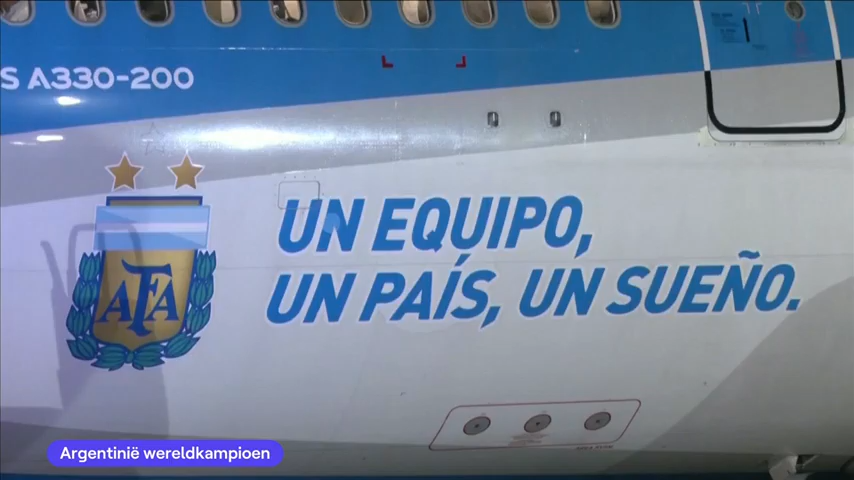 S A330-200
AFA
UN EQUIPO,
UN PAÍS, UN SUEÑO.
Argentinië wereldkampioen